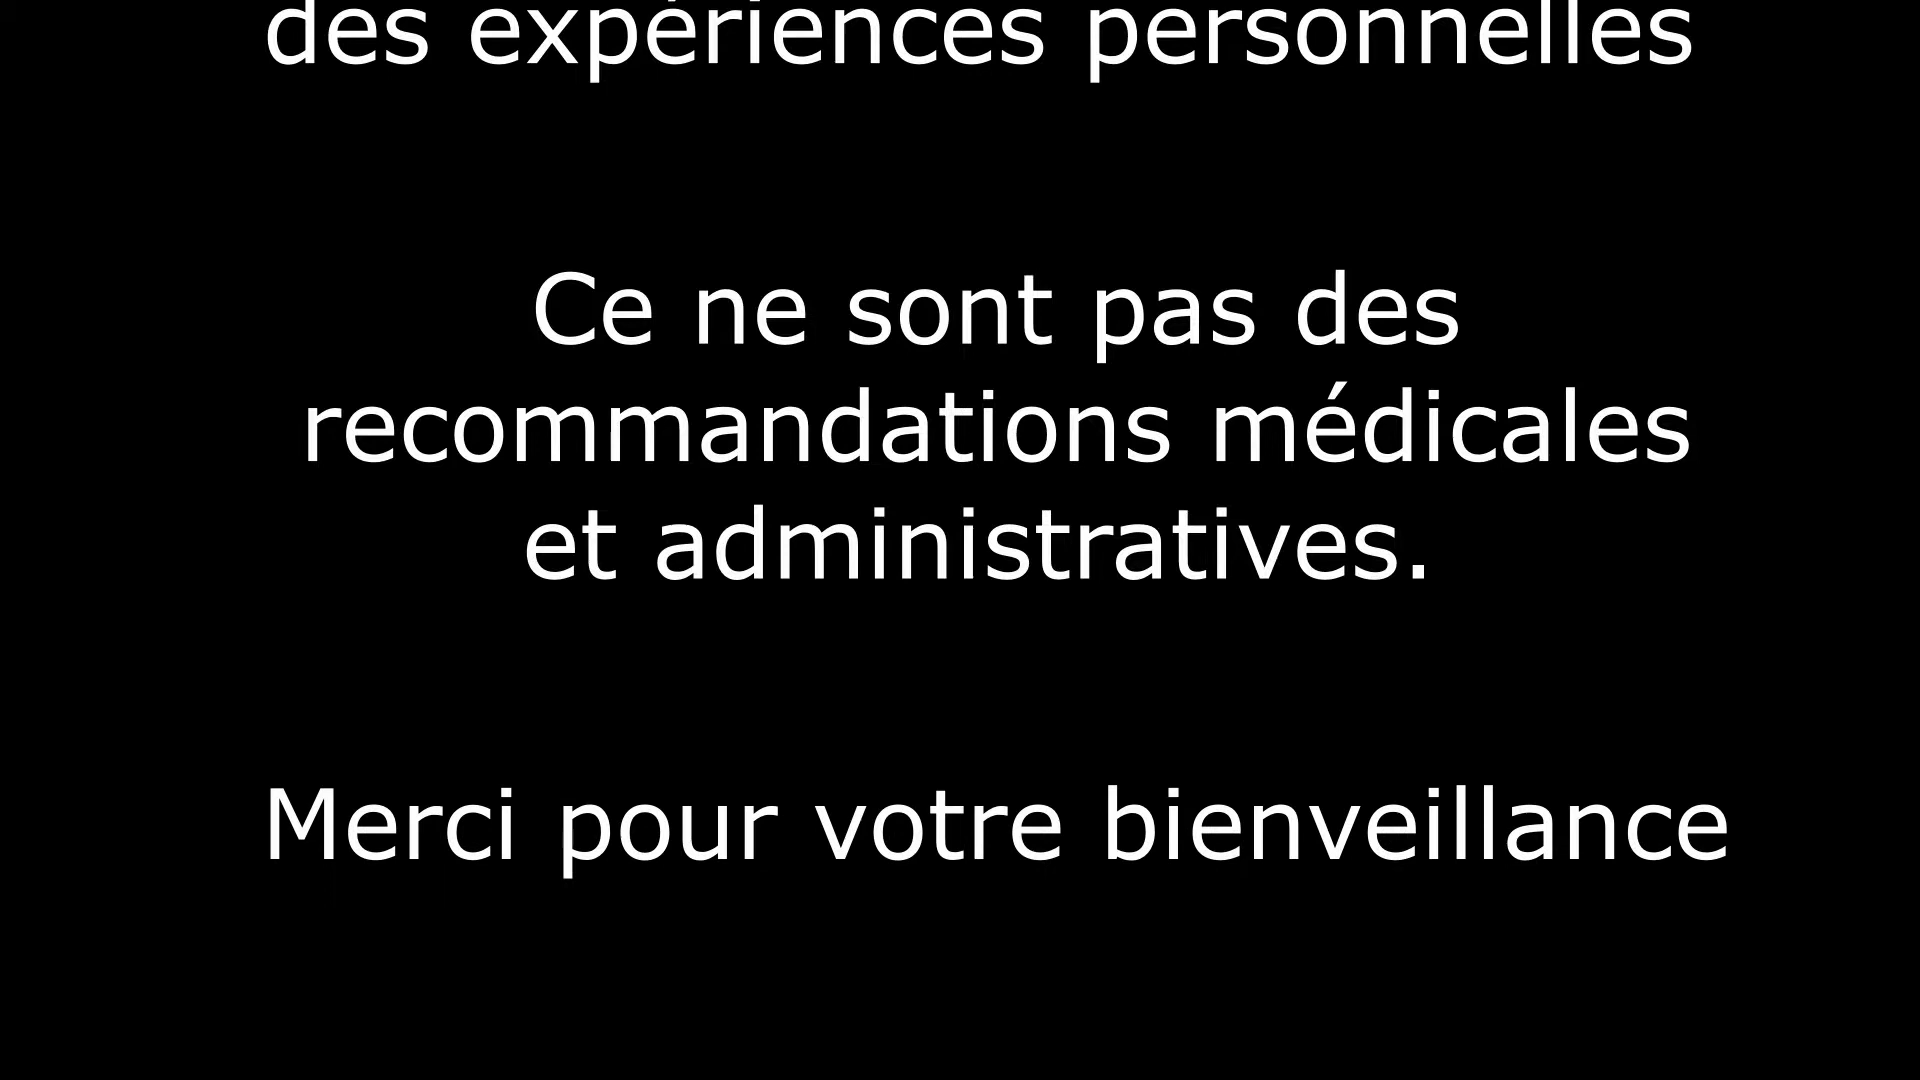 des expériences personnelles
Ce ne sont pas des
recommandations médicales
et administratives.
Merci pour votre bienveillance